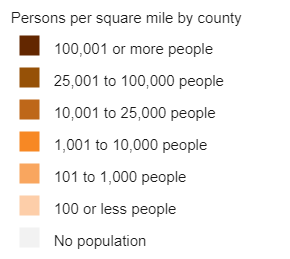 Persons per square mile by county
100,001 or more people
25,001 to 100,000 people
10,001 to 25,000 people
1,001 to 10,000 people
101 to 1,000 people
100 or less people
No population